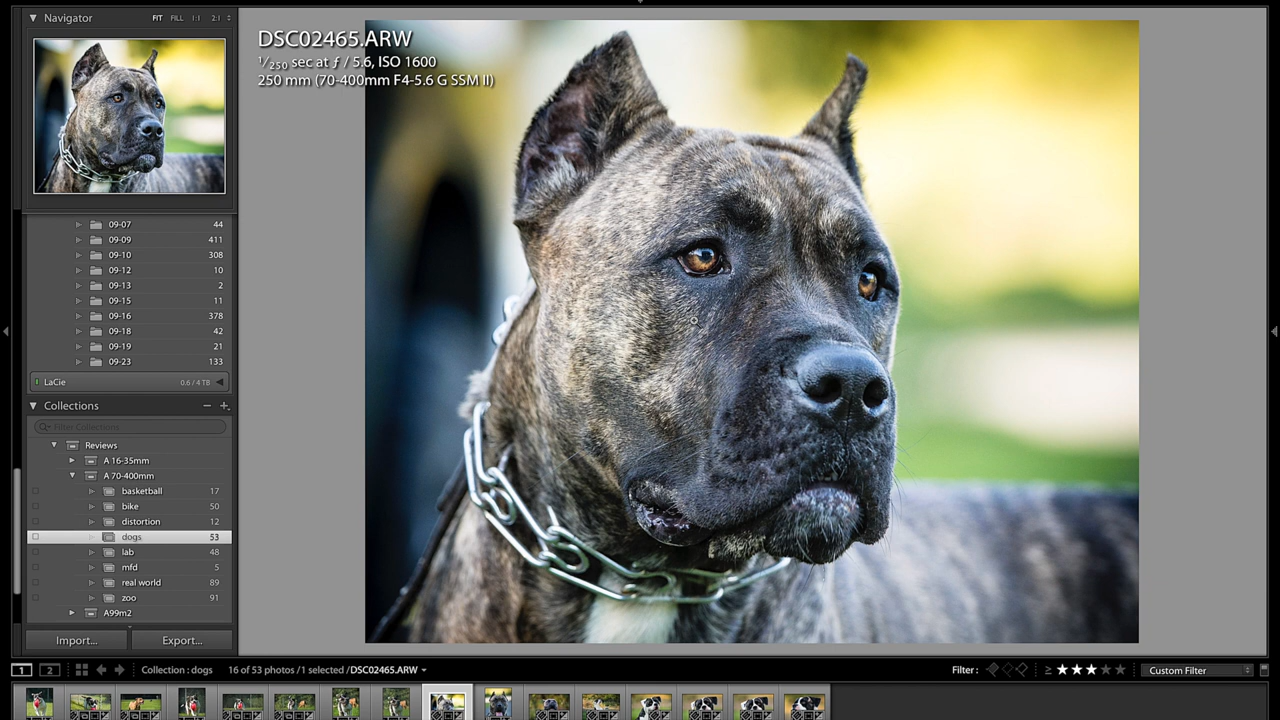 Navigator FIT FILL 1:1 2:1
DSC02465.ARW
1/250 sec at ƒ / 5.6, ISO 1600
250 mm (70-400mm F4-5.6 G SSM II)
09-07 44
09-09 411
09-10 308
09-12 10
09-13 2
09-15 11
09-16 378
09-18 42
09-19 21
09-23 133
LaCie 0.6 / 4 TB
Collections
Filter Collections
Reviews
A 16-35mm
A 70-400mm
basketball 17
bike 50
distortion 12
dogs 53
lab 48
mfd 5
real world 89
zoo 91
A99m2
Import... Export...
1 2 Collection : dogs 16 of 53 photos / 1 selected / DSC02465.ARW Filter : ≥ ★★★★★ Custom Filter